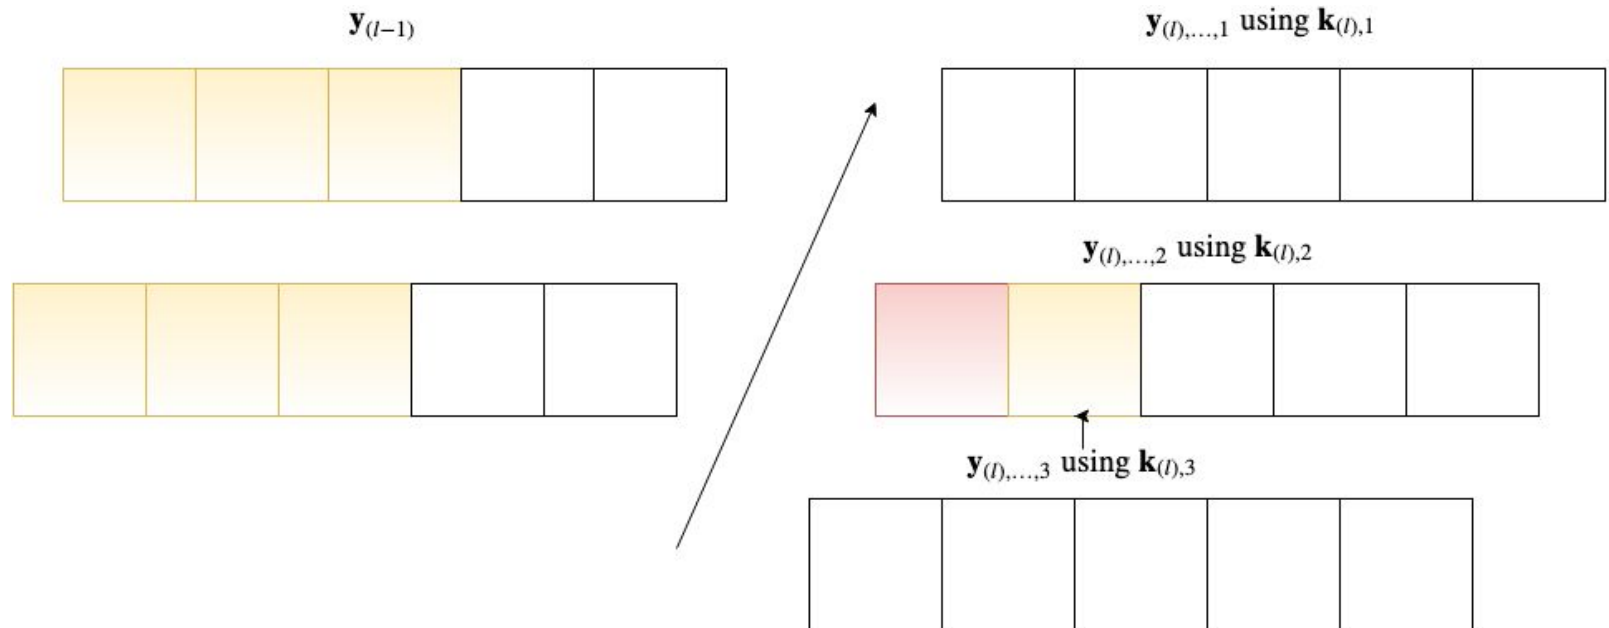 𝐲₍ₗ₋₁₎
𝐲₍ₗ₎,…,₁ using 𝐤₍ₗ₎,₁
𝐲₍ₗ₎,…,₂ using 𝐤₍ₗ₎,₂
𝐲₍ₗ₎,…,₃ using 𝐤₍ₗ₎,₃